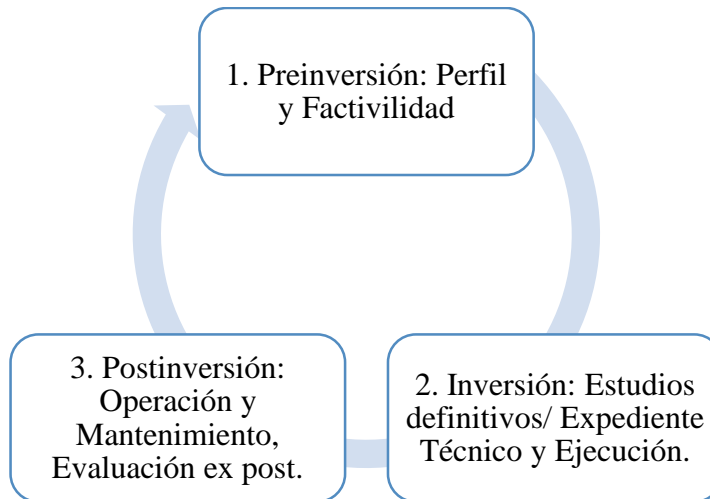 1. Preinversión: Perfil
y Factivilidad
2. Inversión: Estudios
definitivos/ Expediente
Técnico y Ejecución.
3. Postinversión:
Operación y
Mantenimiento,
Evaluación ex post.